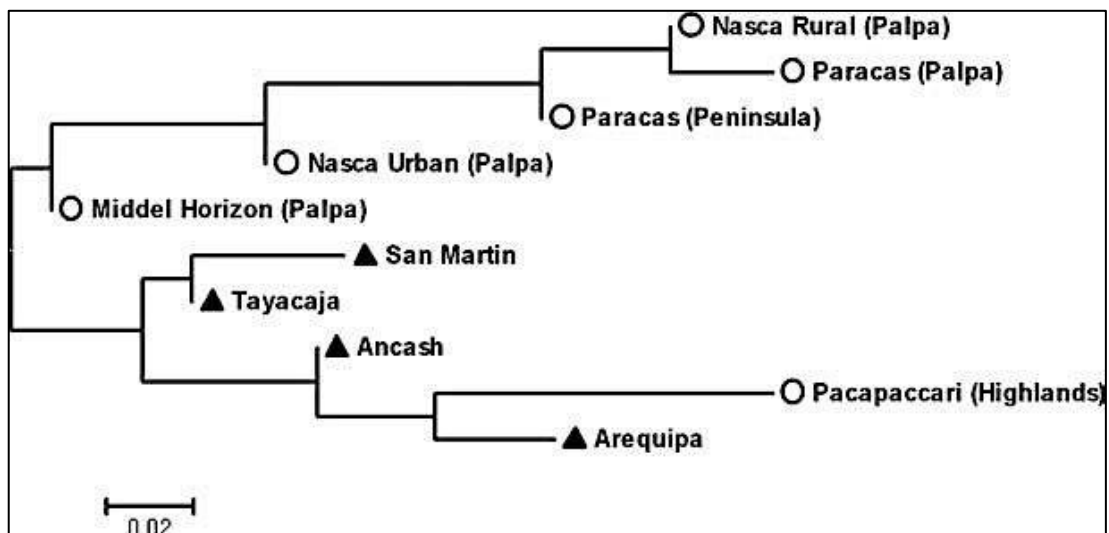 Nasca Rural (Palpa)
Paracas (Palpa)
Paracas (Peninsula)
Nasca Urban (Palpa)
Middel Horizon (Palpa)
San Martin
Tayacaja
Ancash
Pacapaccari (Highlands)
Arequipa
0.02